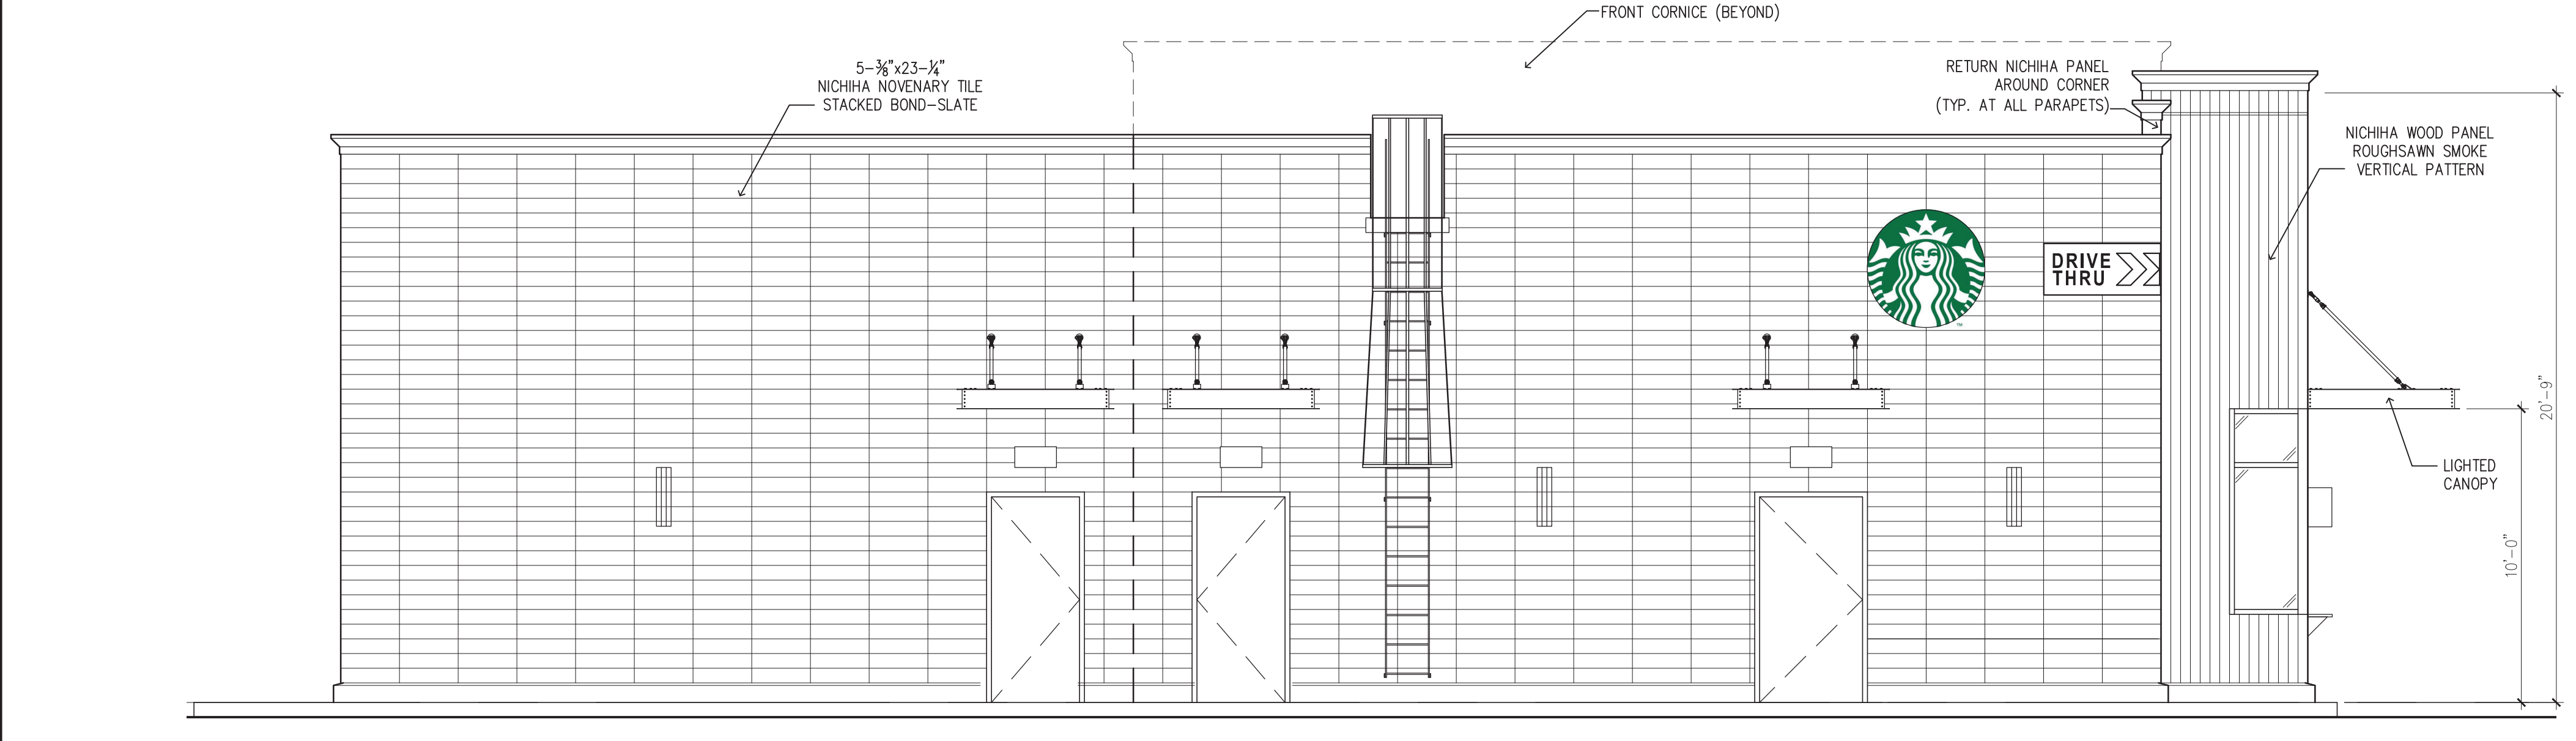 FRONT CORNICE (BEYOND)
5-3/8"x23-1/4"
NICHIHA NOVENARY TILE
STACKED BOND-SLATE
RETURN NICHIHA PANEL
AROUND CORNER
(TYP. AT ALL PARAPETS)
NICHIHA WOOD PANEL
ROUGHSAWN SMOKE
VERTICAL PATTERN
DRIVE
THRU
TM
20'-9"
LIGHTED
CANOPY
10'-0"